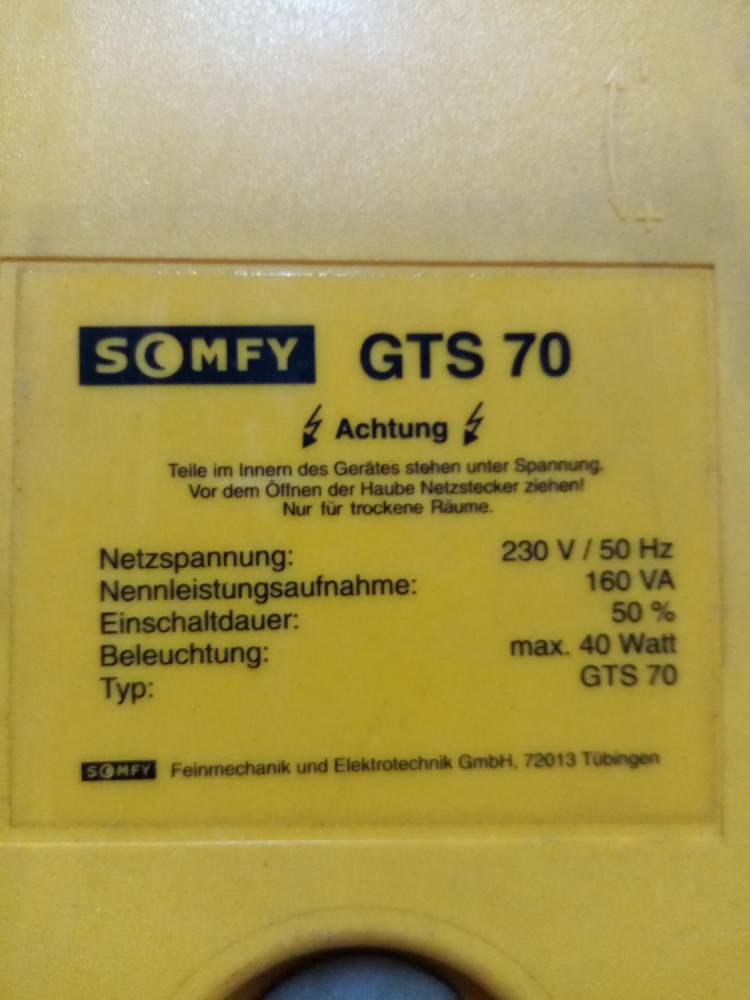 SOMFY GTS 70
Achtung
Teile im Innern des Gerätes stehen unter Spannung.
Vor dem Öffnen der Haube Netzstecker ziehen!
Nur für trockene Räume.
Netzspannung: 230 V / 50 Hz
Nennleistungsaufnahme: 160 VA
Einschaltdauer: 50 %
Beleuchtung: max. 40 Watt
Typ: GTS 70
SOMFY Feinmechanik und Elektrotechnik GmbH, 72013 Tübingen